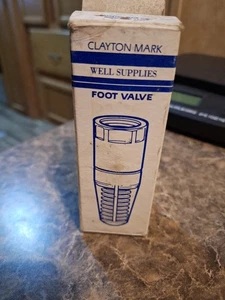 CLAYTON MARK
WELL SUPPLIES
FOOT VALVE